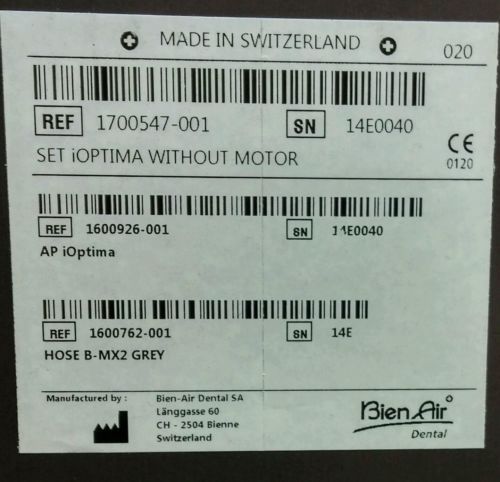 MADE IN SWITZERLAND 020
REF 1700547-001 SN 14E0040
SET iOPTIMA WITHOUT MOTOR
CE 0120
REF 1600926-001 SN 14E0040
AP iOptima
REF 1600762-001 SN 14E
HOSE B-MX2 GREY
Manufactured by : Bien-Air Dental SA
Länggasse 60
CH - 2504 Bienne
Switzerland
Bien Air
Dental